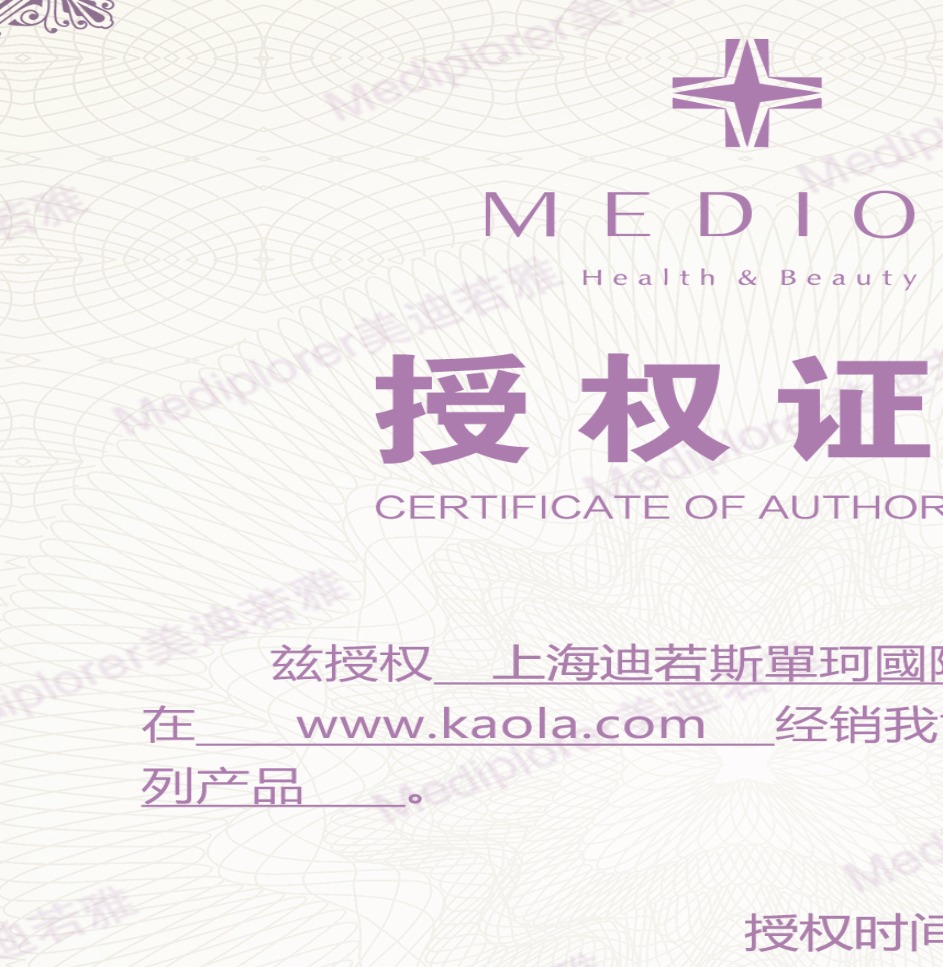 MEDIO
Health & Beauty
授权证
CERTIFICATE OF AUTHOR
兹授权 上海迪若斯單珂國
在 www.kaola.com 经销我
列产品 。
授权时间
Mediplorer美迪若雅